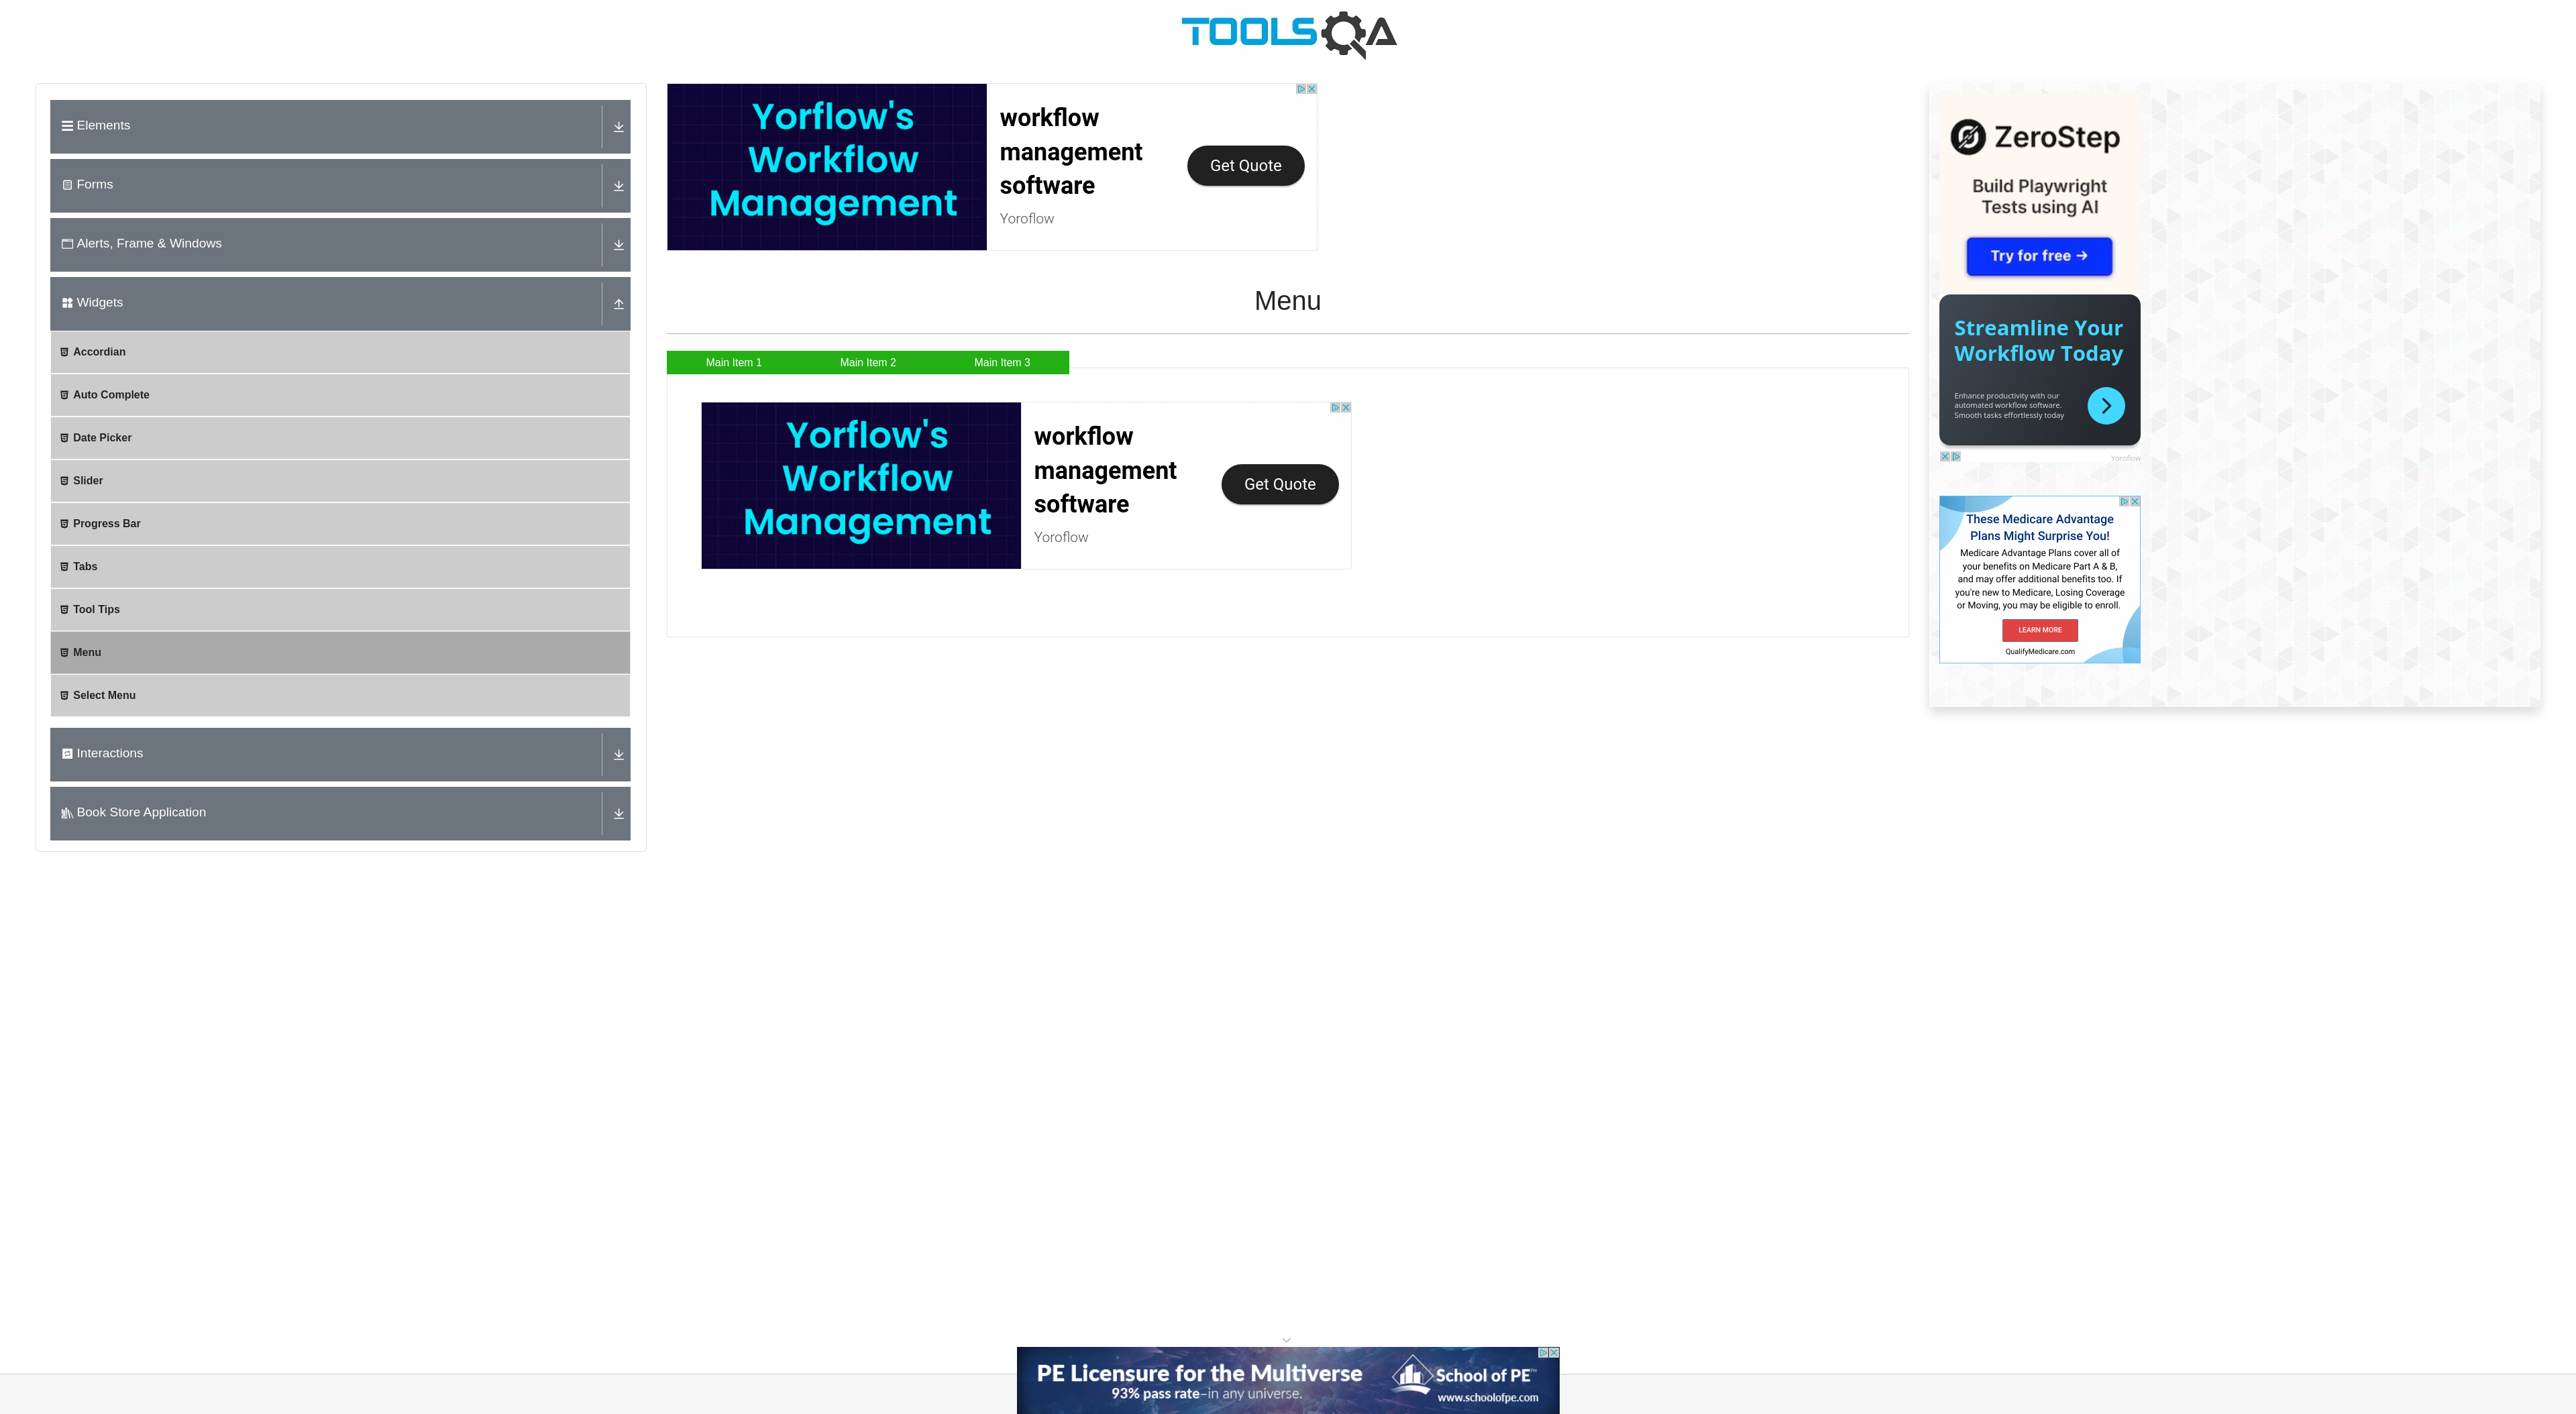 TOOLSQA
Elements
Forms
Alerts, Frame & Windows
Widgets
Accordian
Auto Complete
Date Picker
Slider
Progress Bar
Tabs
Tool Tips
Menu
Select Menu
Interactions
Book Store Application
Yorflow's
Workflow
Management
workflow
management
software
Yoroflow
Get Quote
Menu
Main Item 1
Main Item 2
Main Item 3
Yorflow's
Workflow
Management
workflow
management
software
Yoroflow
Get Quote
ZeroStep
Build Playwright
Tests using AI
Try for free →
Streamline Your
Workflow Today
Enhance productivity with our
automated workflow software.
Smooth tasks effortlessly today
Yoroflow
These Medicare Advantage
Plans Might Surprise You!
Medicare Advantage Plans cover all of
your benefits on Medicare Part A & B,
and may offer additional benefits too. If
you're new to Medicare, Losing Coverage
or Moving, you may be eligible to enroll.
LEARN MORE
QualifyMedicare.com
PE Licensure for the Multiverse
93% pass rate–in any universe.
School of PE™
www.schoolofpe.com